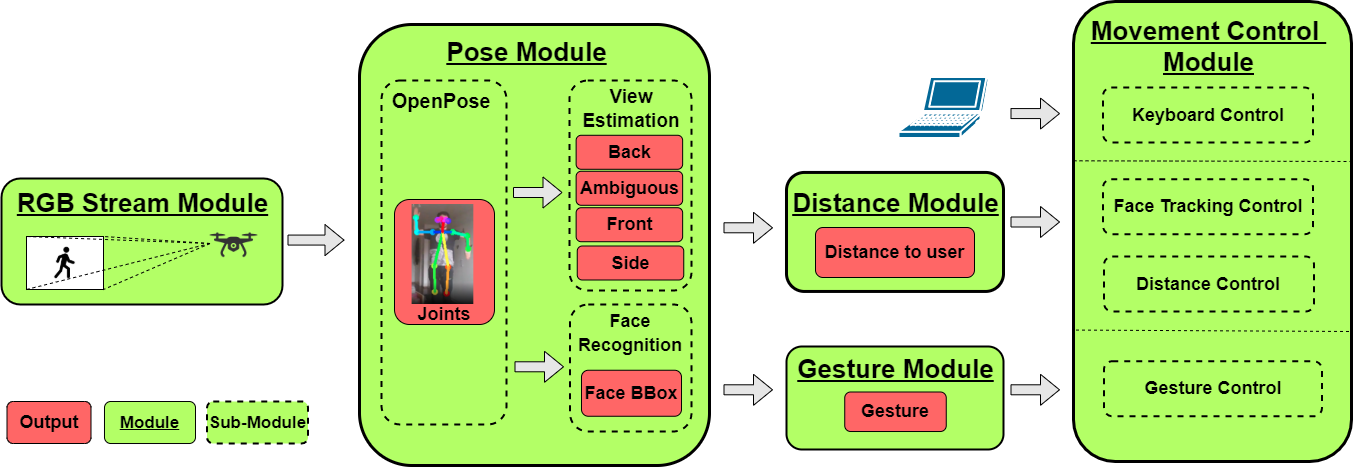 RGB Stream Module
Output
Module
Sub-Module
Pose Module
OpenPose
Joints
View
Estimation
Back
Ambiguous
Front
Side
Face
Recognition
Face BBox
Distance Module
Distance to user
Gesture Module
Gesture
Movement Control
Module
Keyboard Control
Face Tracking Control
Distance Control
Gesture Control